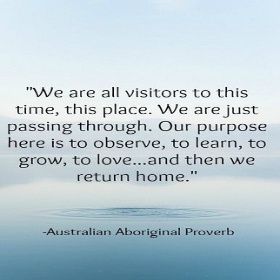 "We are all visitors to this
time, this place. We are just
passing through. Our purpose
here is to observe, to learn, to
grow, to love...and then we
return home."
-Australian Aboriginal Proverb